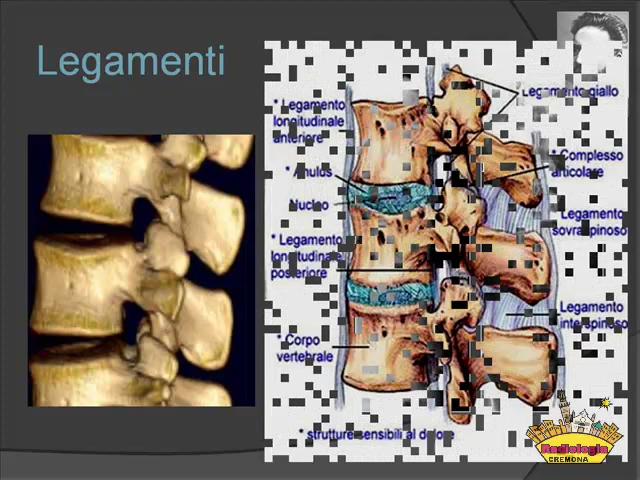 Legamenti
* Legamento
longitudinale
anteriore
* Anulus
Nucleo
* Legamento
longitudinale
posteriore
* Corpo
vertebrale
Legamento giallo
* Complesso
articolare
Legamento
sovraspinoso
Legamento
interspinoso
* strutture sensibili al dolore
Radiologia
CREMONA